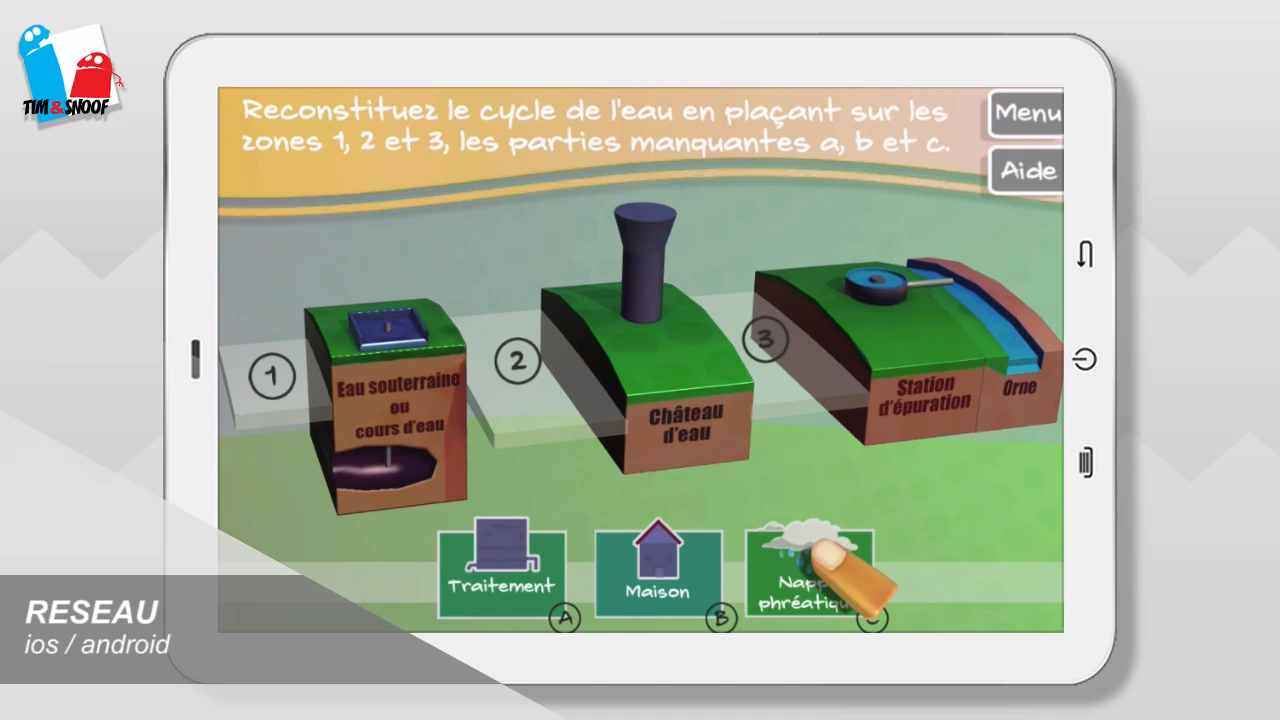 TIM&SNOOF
Reconstituez le cycle de l'eau en plaçant sur les
zones 1, 2 et 3, les parties manquantes a, b et c.
Menu
Aide
1
2
3
Eau souterraine
ou
cours d'eau
Château
d'eau
Station
d'épuration
Orne
Traitement
A
Maison
B
RESEAU
ios / android